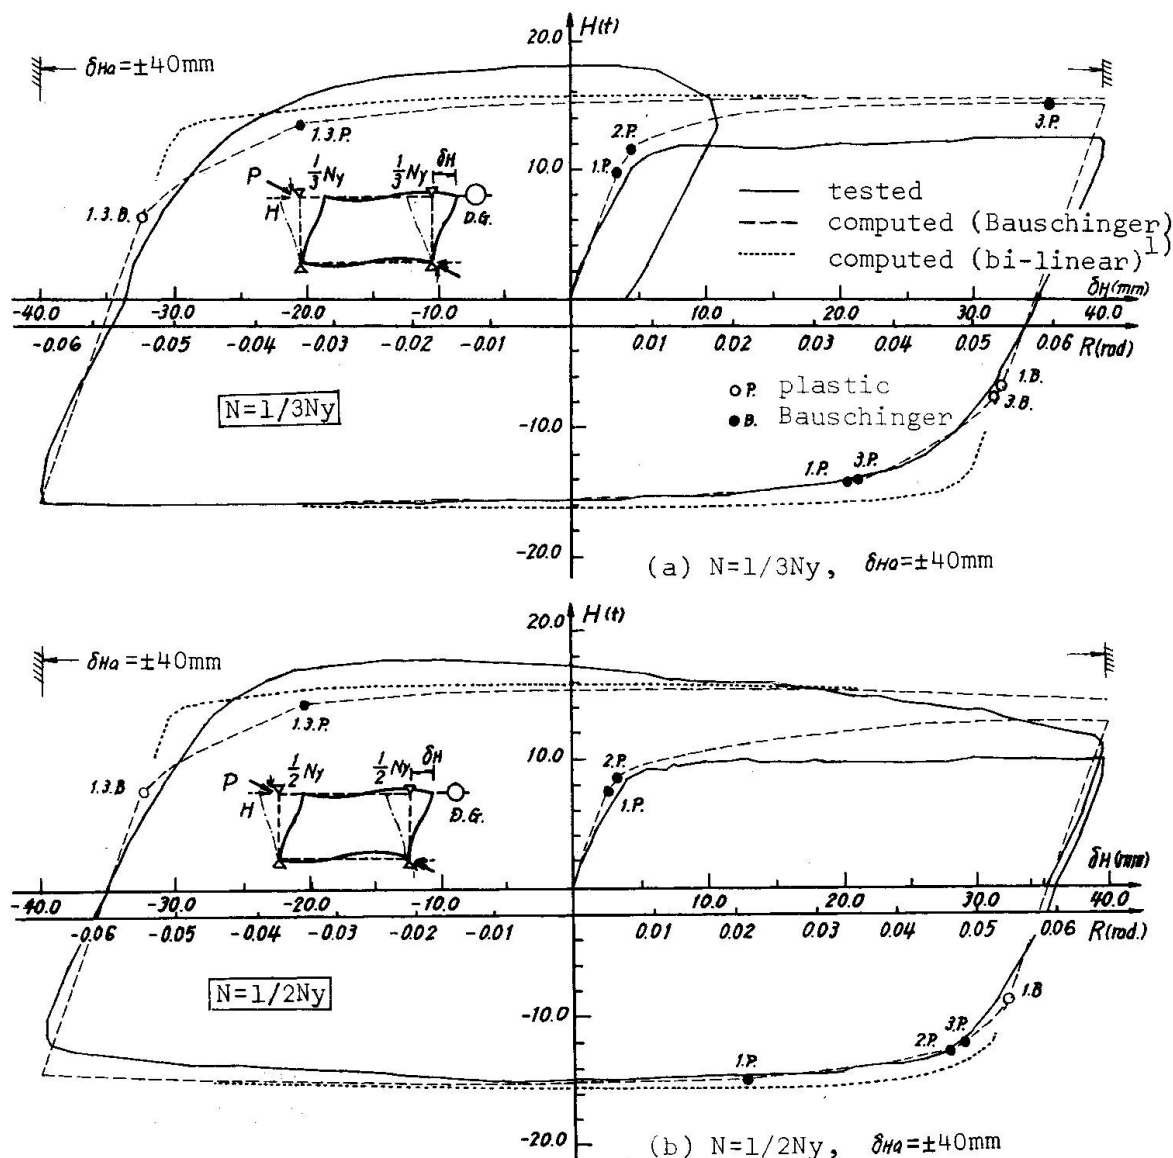 H(t)
20.0
δHa=±40mm
1.3.P.
2.P.
3.P.
10.0
1.P.
P
1/3 Ny
1/3 Ny
δH
H
D.G.
1.3.B.
tested
computed (Bauschinger)
computed (bi-linear)1)
δH(mm)
-40.0 -30.0 -20.0 -10.0 10.0 20.0 30.0 40.0
-0.06 -0.05 -0.04 -0.03 -0.02 -0.01 0.01 0.02 0.03 0.04 0.05 0.06 R(rad)
N=1/3Ny
P. plastic
B. Bauschinger
1.B.
3.B.
-10.0
1.P. 3.P.
-20.0
(a) N=1/3Ny, δHa=±40mm
H(t)
20.0
δHa=±40mm
1.3.P.
10.0
2.P.
1.P.
1.3.B
P
1/2 Ny
1/2 Ny
δH
H
D.G.
δH(mm)
-40.0 -30.0 -20.0 -10.0 10.0 20.0 30.0 40.0
-0.06 -0.05 -0.04 -0.03 -0.02 -0.01 0.01 0.02 0.03 0.04 0.05 0.06 R(rad.)
N=1/2Ny
1.B
-10.0
3.P.
2.P.
1.P.
-20.0
(b) N=1/2Ny, δHa=±40mm